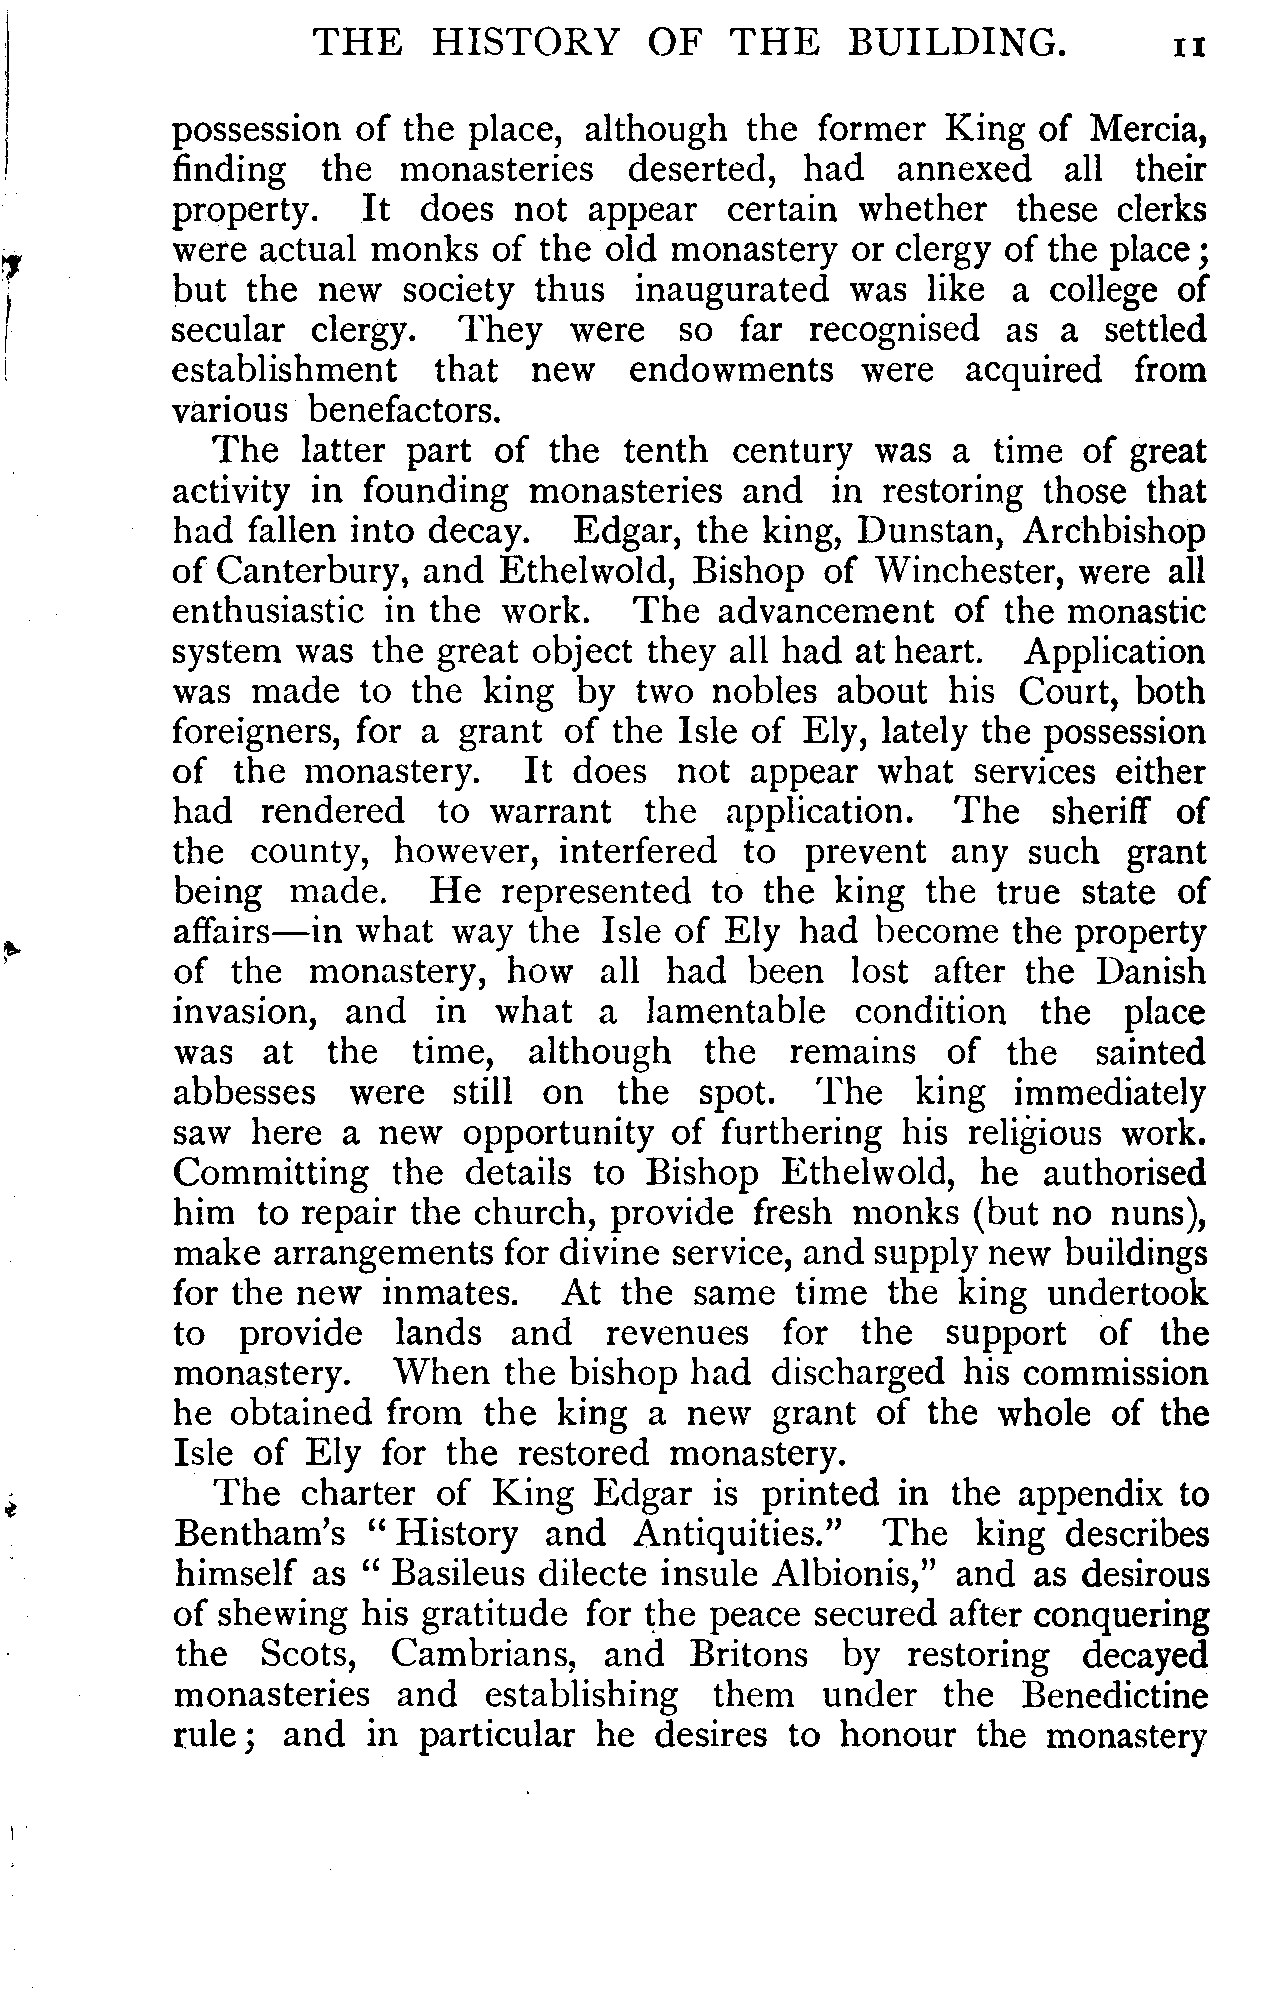 THE HISTORY OF THE BUILDING. 11
possession of the place, although the former King of Mercia,
finding the monasteries deserted, had annexed all their
property. It does not appear certain whether these clerks
were actual monks of the old monastery or clergy of the place;
but the new society thus inaugurated was like a college of
secular clergy. They were so far recognised as a settled
establishment that new endowments were acquired from
various benefactors.
The latter part of the tenth century was a time of great
activity in founding monasteries and in restoring those that
had fallen into decay. Edgar, the king, Dunstan, Archbishop
of Canterbury, and Ethelwold, Bishop of Winchester, were all
enthusiastic in the work. The advancement of the monastic
system was the great object they all had at heart. Application
was made to the king by two nobles about his Court, both
foreigners, for a grant of the Isle of Ely, lately the possession
of the monastery. It does not appear what services either
had rendered to warrant the application. The sheriff of
the county, however, interfered to prevent any such grant
being made. He represented to the king the true state of
affairs—in what way the Isle of Ely had become the property
of the monastery, how all had been lost after the Danish
invasion, and in what a lamentable condition the place
was at the time, although the remains of the sainted
abbesses were still on the spot. The king immediately
saw here a new opportunity of furthering his religious work.
Committing the details to Bishop Ethelwold, he authorised
him to repair the church, provide fresh monks (but no nuns),
make arrangements for divine service, and supply new buildings
for the new inmates. At the same time the king undertook
to provide lands and revenues for the support of the
monastery. When the bishop had discharged his commission
he obtained from the king a new grant of the whole of the
Isle of Ely for the restored monastery.
The charter of King Edgar is printed in the appendix to
Bentham's "History and Antiquities." The king describes
himself as "Basileus dilecte insule Albionis," and as desirous
of shewing his gratitude for the peace secured after conquering
the Scots, Cambrians, and Britons by restoring decayed
monasteries and establishing them under the Benedictine
rule; and in particular he desires to honour the monastery